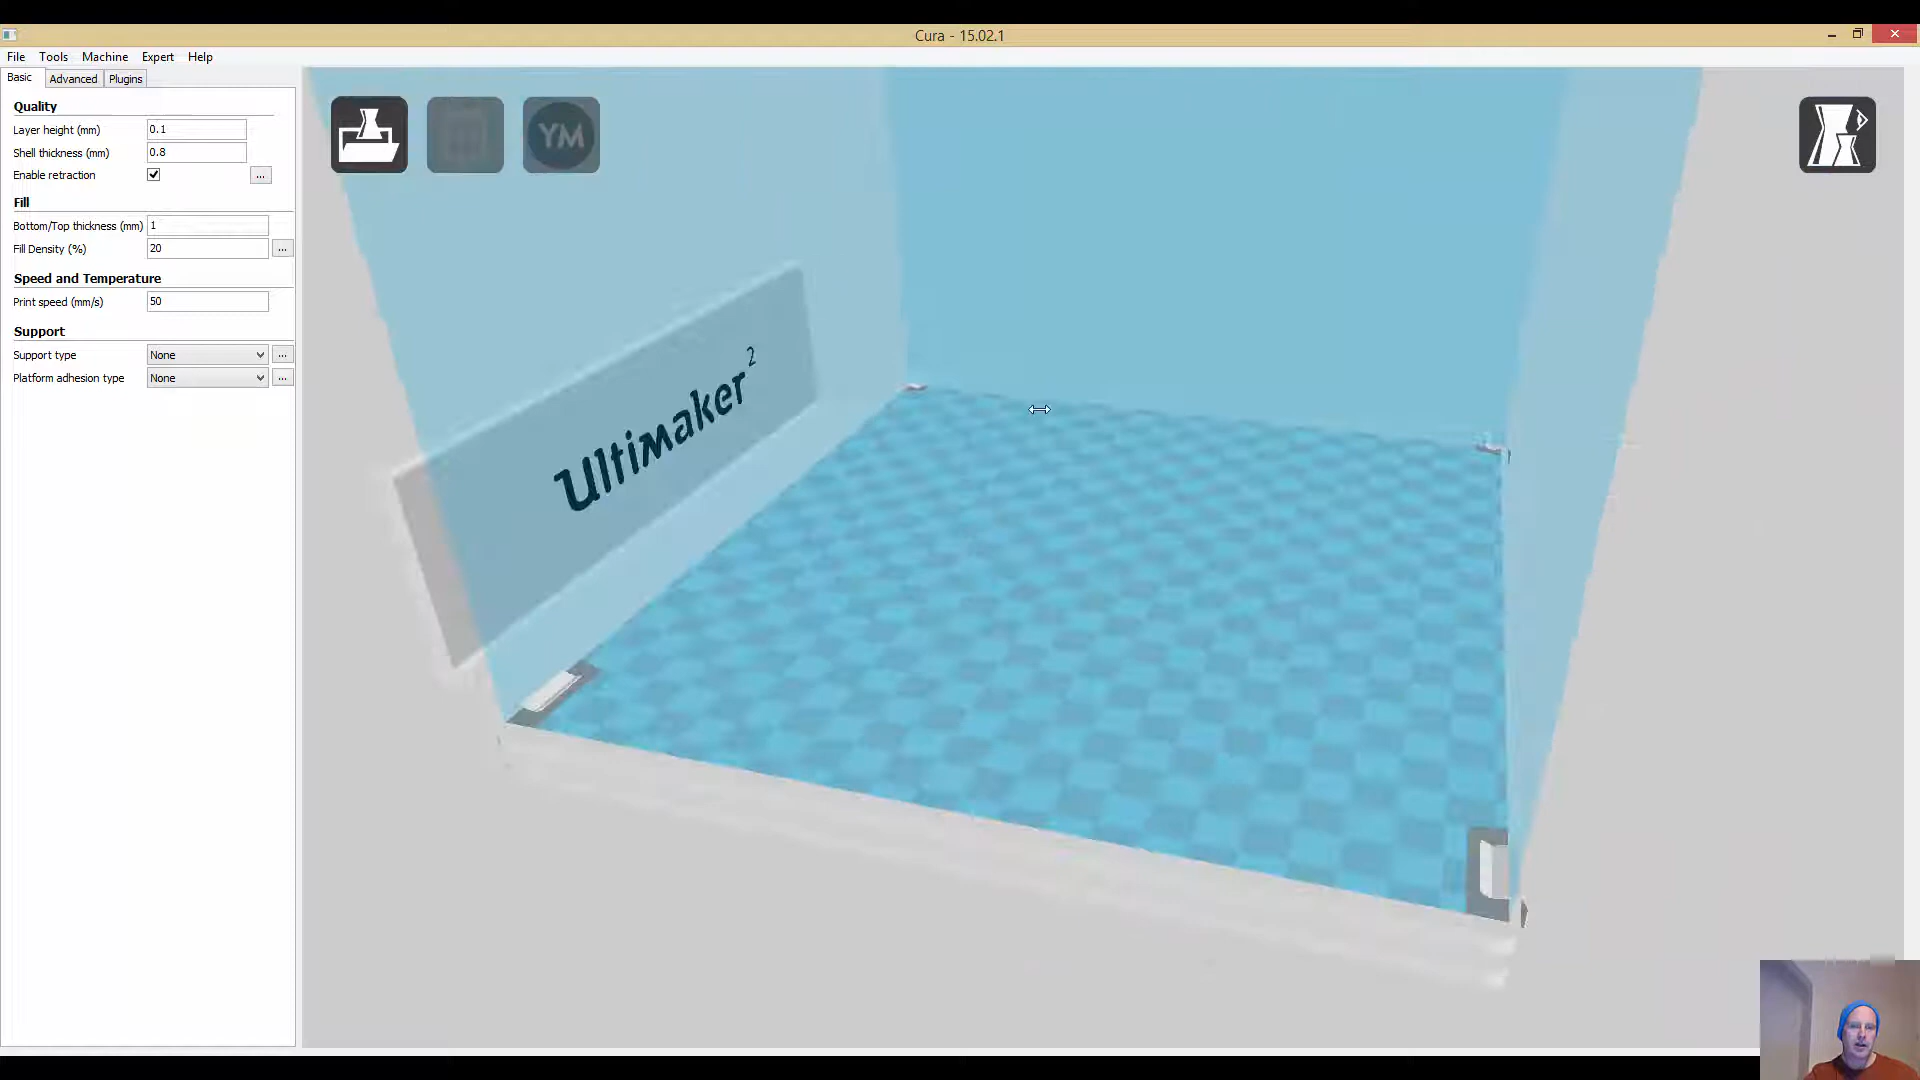 Cura - 15.02.1
File Tools Machine Expert Help
Basic Advanced Plugins
Quality
Layer height (mm) 0.1
Shell thickness (mm) 0.8
Enable retraction ...
Fill
Bottom/Top thickness (mm) 1
Fill Density (%) 20 ...
Speed and Temperature
Print speed (mm/s) 50
Support
Support type None ...
Platform adhesion type None ...
YM
Ultimaker 2